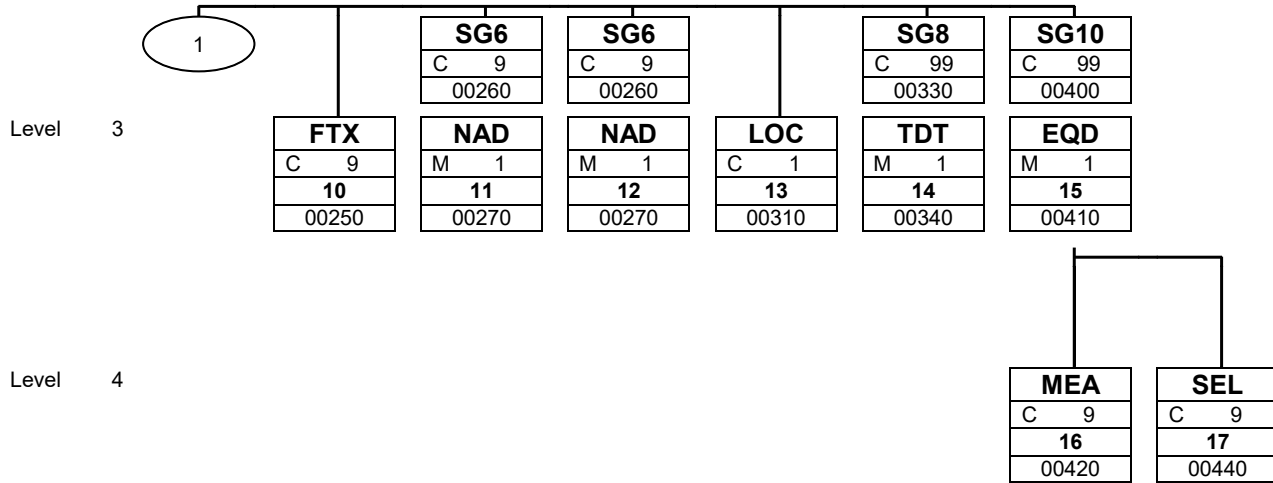 1
SG6 SG6 SG8 SG10
C 9 C 9 C 99 C 99
00260 00260 00330 00400
Level 3
FTX NAD NAD LOC TDT EQD
C 9 M 1 M 1 C 1 M 1 M 1
10 11 12 13 14 15
00250 00270 00270 00310 00340 00410
Level 4
MEA SEL
C 9 C 9
16 17
00420 00440